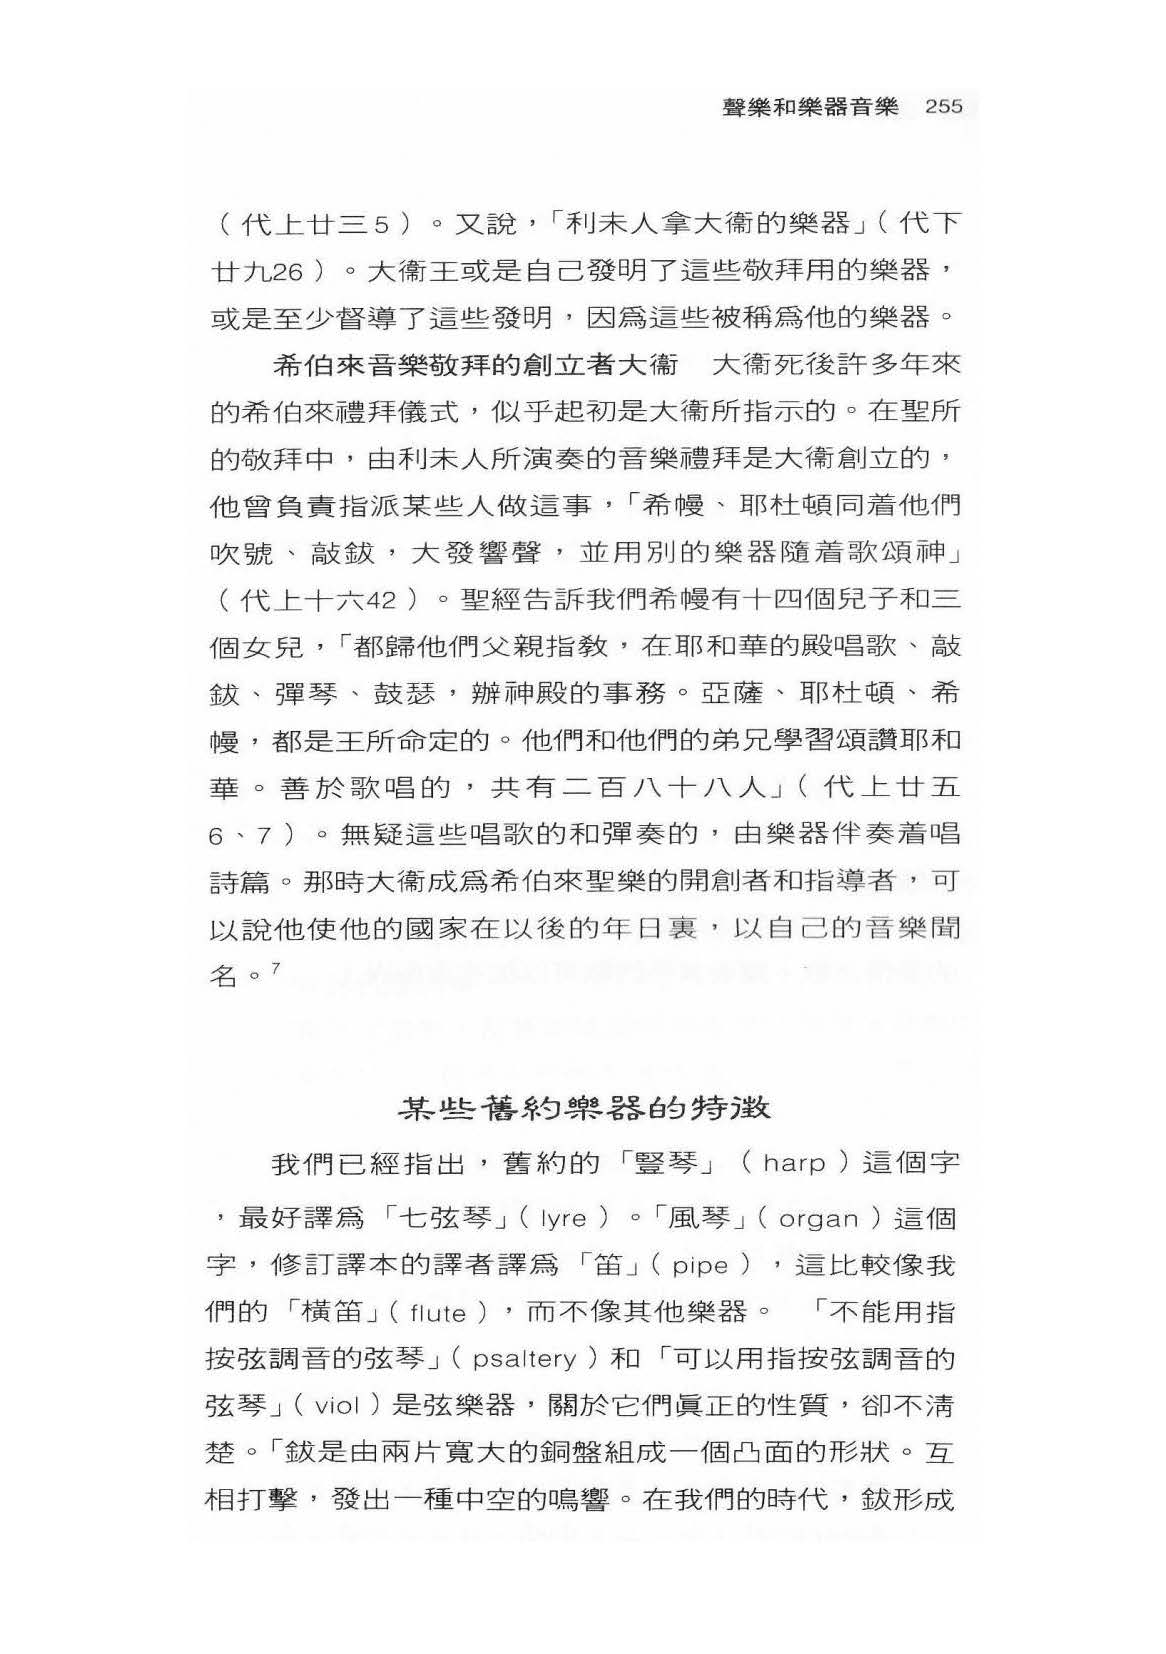 聲樂和樂器音樂 255
（代上廿三5）。又說，「利未人拿大衞的樂器」（代下
廿九26）。大衞王或是自己發明了這些敬拜用的樂器，
或是至少督導了這些發明，因爲這些被稱爲他的樂器。
希伯來音樂敬拜的創立者大衞 大衞死後許多年來
的希伯來禮拜儀式，似乎起初是大衞所指示的。在聖所
的敬拜中，由利未人所演奏的音樂禮拜是大衞創立的，
他曾負責指派某些人做這事，「希幔、耶杜頓同着他們
吹號、敲鈸，大發響聲，並用別的樂器隨着歌頌神」
（代上十六42）。聖經告訴我們希幔有十四個兒子和三
個女兒，「都歸他們父親指敎，在耶和華的殿唱歌、敲
鈸、彈琴、鼓瑟，辦神殿的事務。亞薩、耶杜頓、希
幔，都是王所命定的。他們和他們的弟兄學習頌讚耶和
華。善於歌唱的，共有二百八十八人」（代上廿五
6、7）。無疑這些唱歌的和彈奏的，由樂器伴奏着唱
詩篇。那時大衞成爲希伯來聖樂的開創者和指導者，可
以說他使他的國家在以後的年日裏，以自己的音樂聞
名。7
某些舊約樂器的特徵
我們已經指出，舊約的「豎琴」（harp）這個字
，最好譯爲「七弦琴」（lyre）。「風琴」（organ）這個
字，修訂譯本的譯者譯爲「笛」（pipe），這比較像我
們的「橫笛」（flute），而不像其他樂器。 「不能用指
按弦調音的弦琴」（psaltery）和「可以用指按弦調音的
弦琴」（viol）是弦樂器，關於它們眞正的性質，卻不淸
楚。「鈸是由兩片寬大的銅盤組成一個凸面的形狀。互
相打擊，發出一種中空的鳴響。在我們的時代，鈸形成